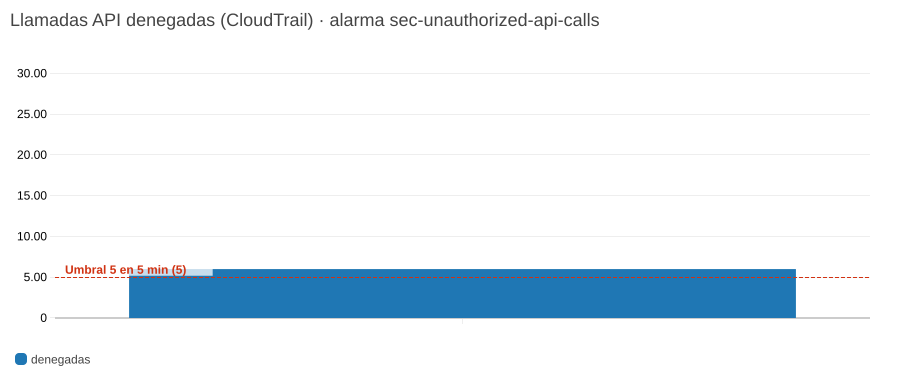 Llamadas API denegadas (CloudTrail) · alarma sec-unauthorized-api-calls
30.00
25.00
20.00
15.00
10.00
Umbral 5 en 5 min (5)
5.00
0
denegadas